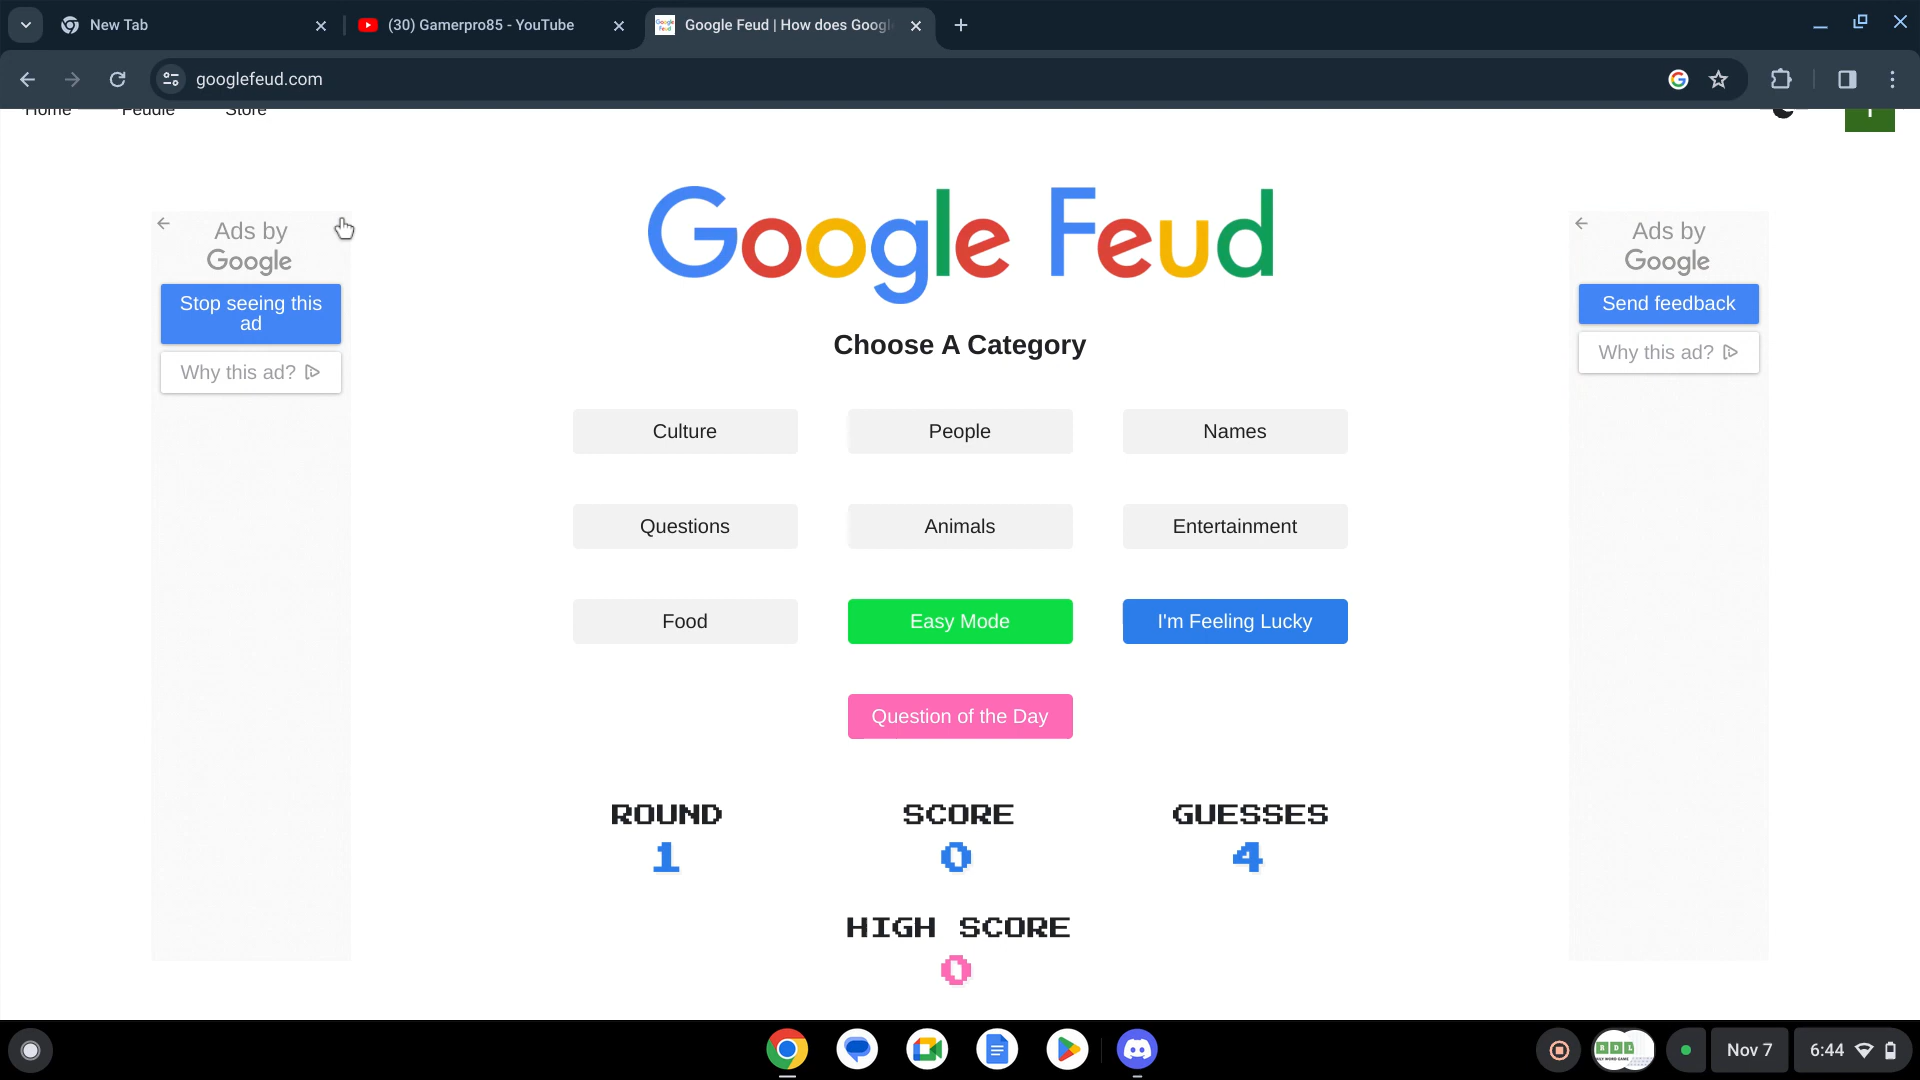 New Tab
(30) Gamerpro85 - YouTube
Google Feud | How does Googl
googlefeud.com
Home
Feudle
Store
Ads by
Google
Stop seeing this
ad
Why this ad?
Google Feud
Choose A Category
Culture
People
Names
Questions
Animals
Entertainment
Food
Easy Mode
I'm Feeling Lucky
Question of the Day
ROUND
1
SCORE
0
GUESSES
4
HIGH SCORE
0
Ads by
Google
Send feedback
Why this ad?
Nov 7
6:44